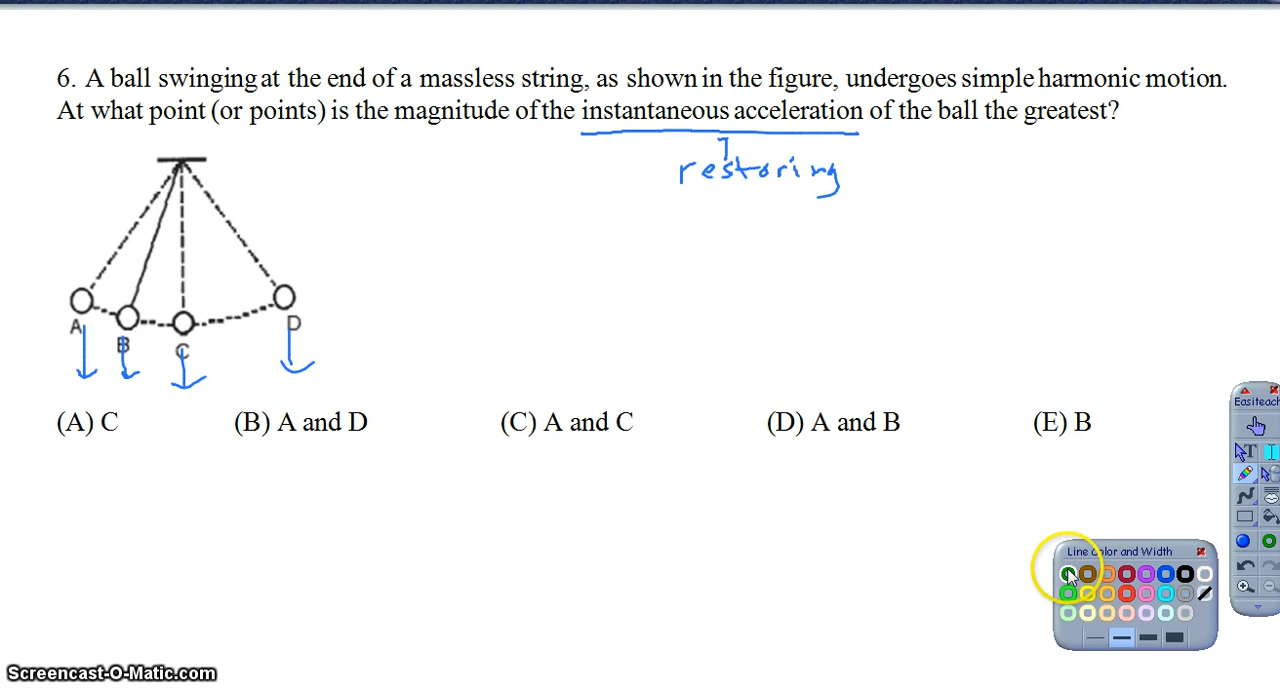 6. A ball swinging at the end of a massless string, as shown in the figure, undergoes simple harmonic motion.
At what point (or points) is the magnitude of the instantaneous acceleration of the ball the greatest?
restoring
A
B
C
D
(A) C (B) A and D (C) A and C (D) A and B (E) B
Easiteach
T
Line Color and Width
Screencast-O-Matic.com